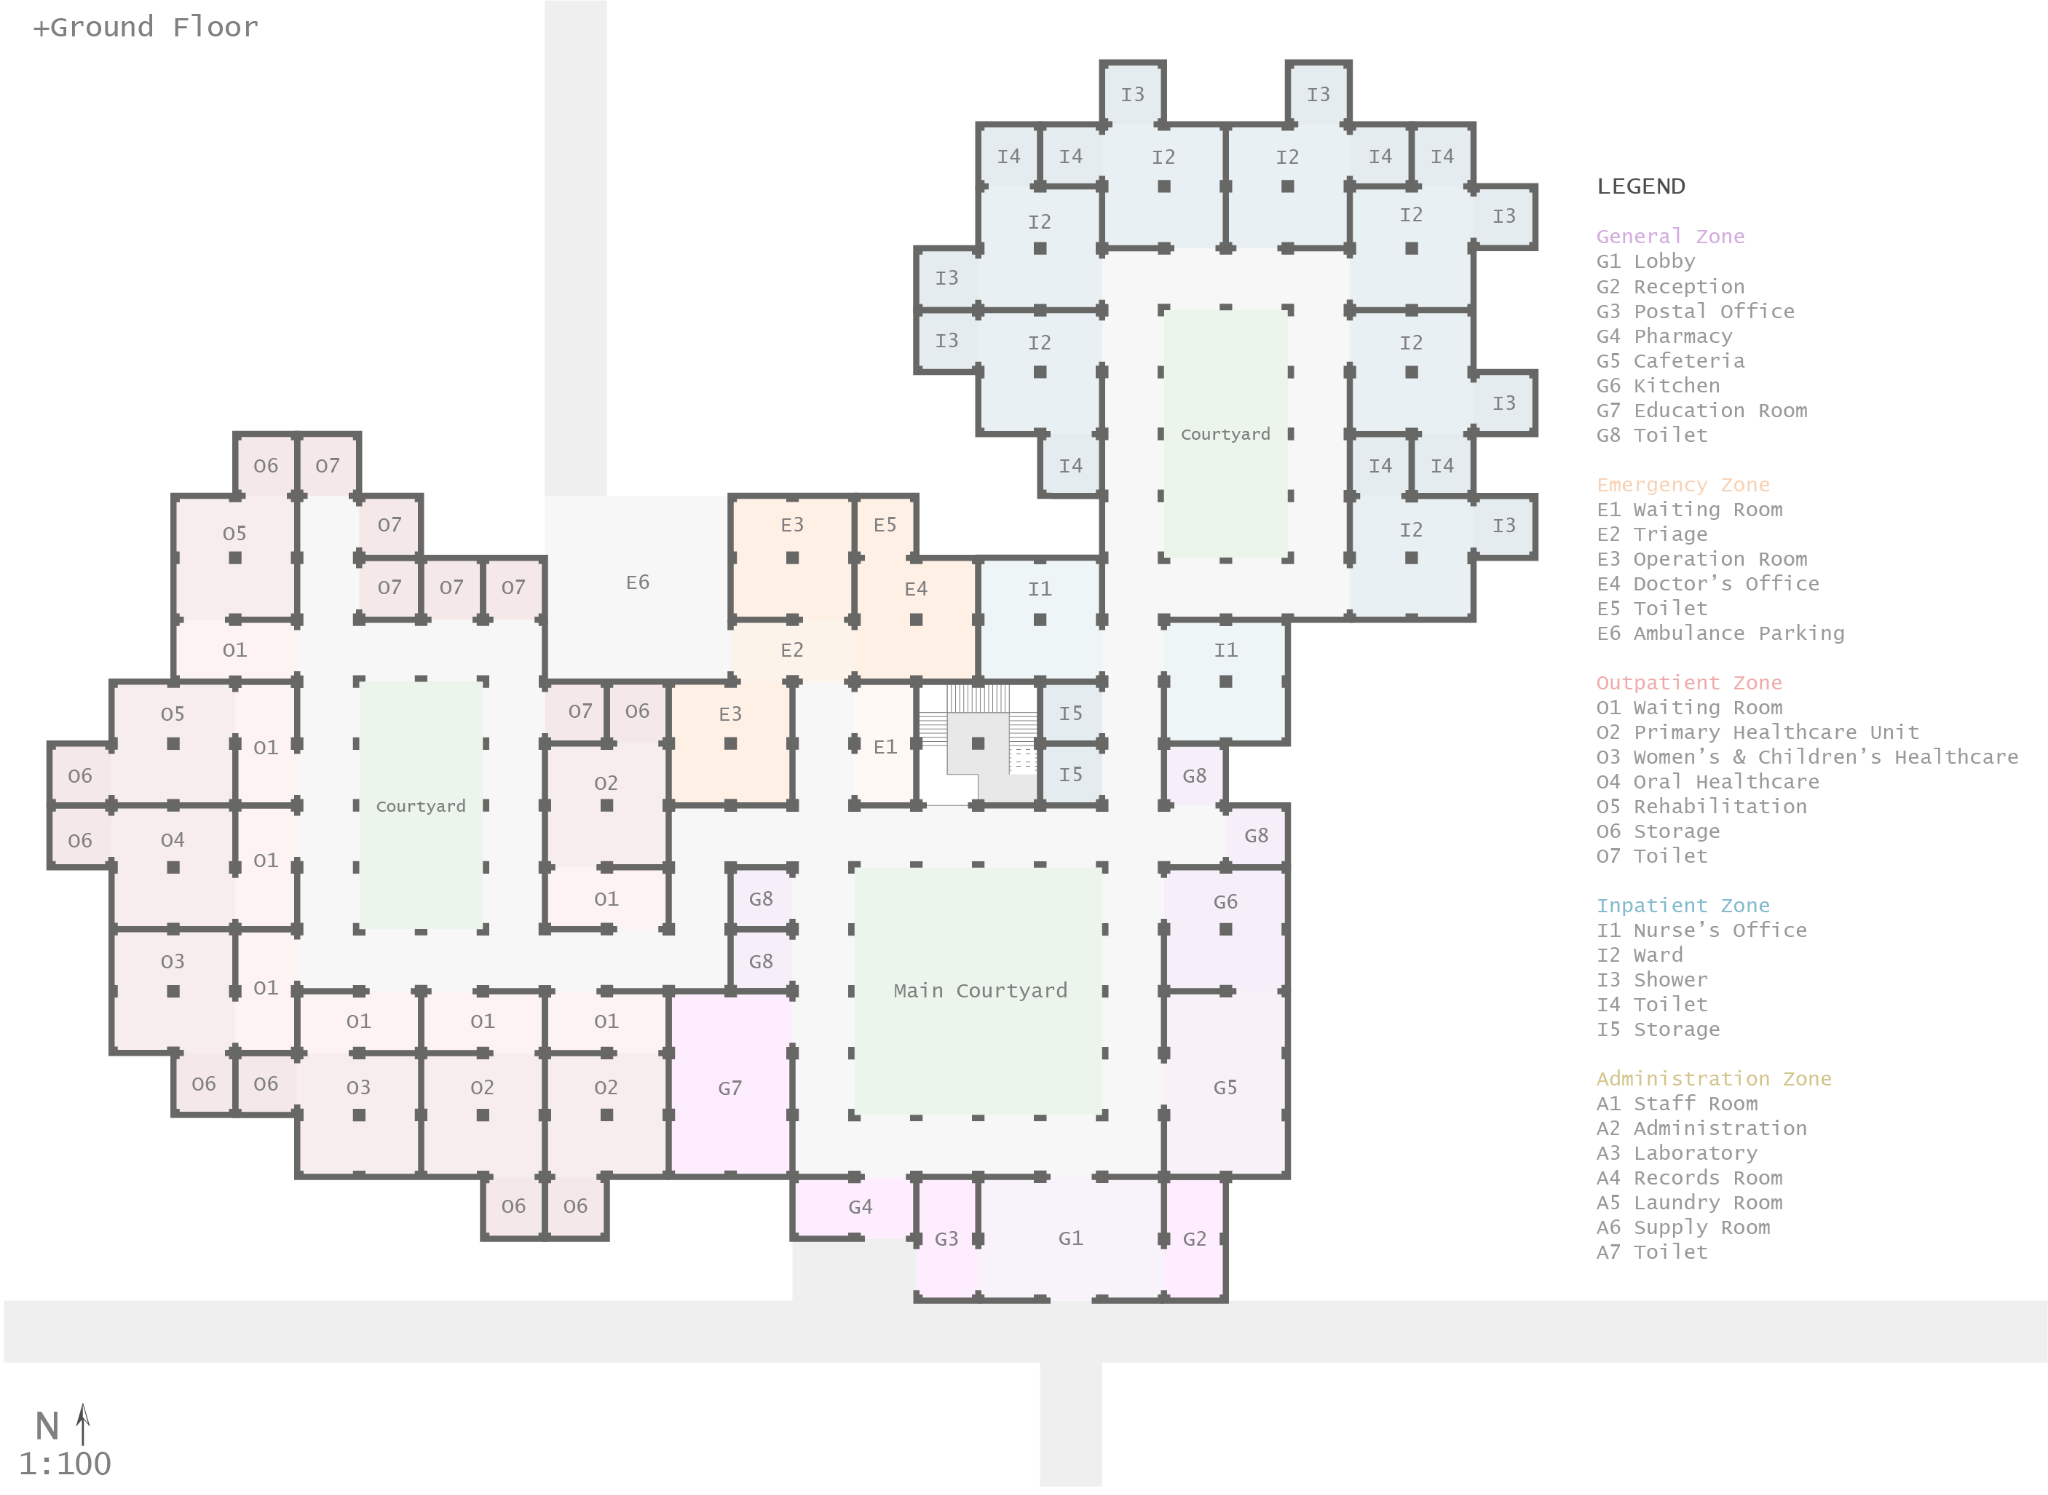 +Ground Floor
I3 I3
I4 I4 I2 I2 I4 I4
I2 I2 I3
I3
I3 I2 I2
I3
Courtyard
O6 O7 I4 I4 I4
O5 O7 E3 E5 I2 I3
O7 O7 O7 E6 E4 I1
O1 E2 I1
O5 O7 O6 E3 I5
O1 E1
O6 O2 I5 G8
Courtyard
O6 O4 G8
O1 O1 G8 G6
O3 G8
O1 Main Courtyard
O1 O1 O1
O6 O6 O3 O2 O2 G7 G5
O6 O6 G4
G3 G1 G2
N
1:100
LEGEND
General Zone
G1 Lobby
G2 Reception
G3 Postal Office
G4 Pharmacy
G5 Cafeteria
G6 Kitchen
G7 Education Room
G8 Toilet
Emergency Zone
E1 Waiting Room
E2 Triage
E3 Operation Room
E4 Doctor’s Office
E5 Toilet
E6 Ambulance Parking
Outpatient Zone
O1 Waiting Room
O2 Primary Healthcare Unit
O3 Women’s & Children’s Healthcare
O4 Oral Healthcare
O5 Rehabilitation
O6 Storage
O7 Toilet
Inpatient Zone
I1 Nurse’s Office
I2 Ward
I3 Shower
I4 Toilet
I5 Storage
Administration Zone
A1 Staff Room
A2 Administration
A3 Laboratory
A4 Records Room
A5 Laundry Room
A6 Supply Room
A7 Toilet